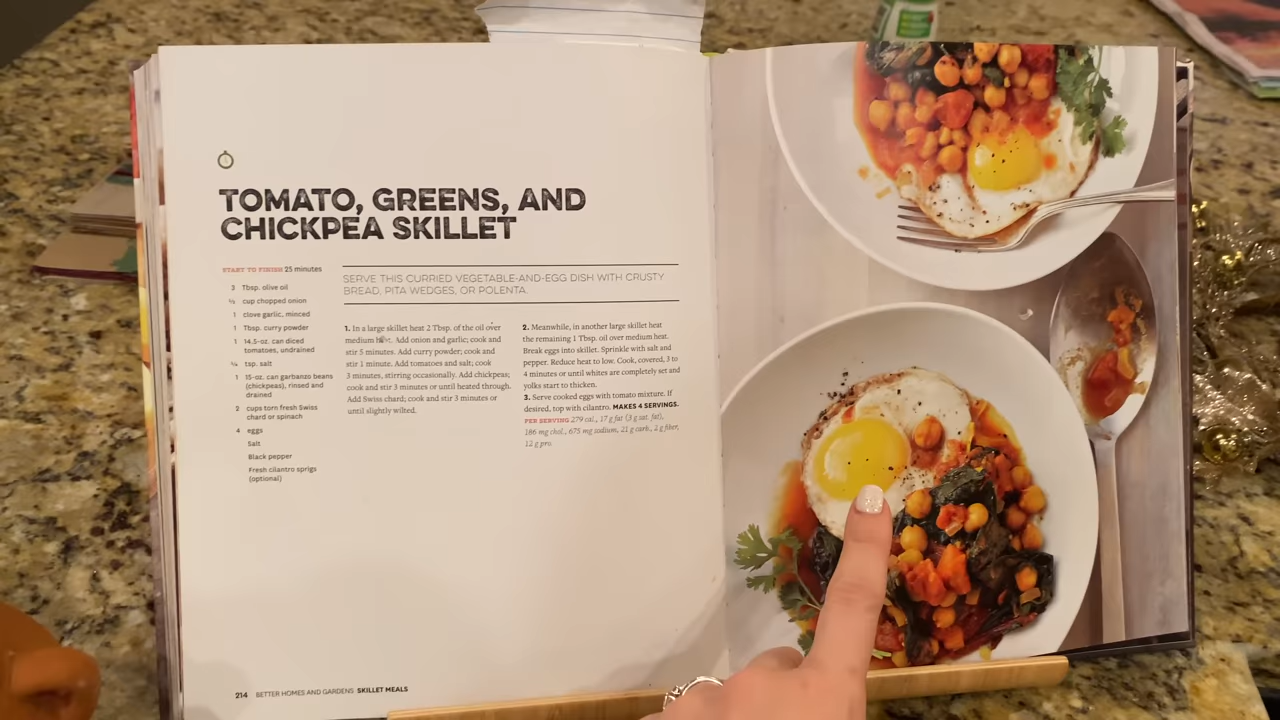 TOMATO, GREENS, AND
CHICKPEA SKILLET
START TO FINISH 25 minutes
3 Tbsp. olive oil
½ cup chopped onion
1 clove garlic, minced
1 Tbsp. curry powder
1 14.5-oz. can diced
tomatoes, undrained
tsp. salt
1 15-oz. can garbanzo beans
(chickpeas), rinsed and
drained
2 cups torn fresh Swiss
chard or spinach
4 eggs
Salt
Black pepper
Fresh cilantro sprigs
(optional)
SERVE THIS CURRIED VEGETABLE-AND-EGG DISH WITH CRUSTY
BREAD, PITA WEDGES, OR POLENTA.
1. In a large skillet heat 2 Tbsp. of the oil over
medium heat. Add onion and garlic; cook and
stir 5 minutes. Add curry powder; cook and
stir 1 minute. Add tomatoes and salt; cook
3 minutes, stirring occasionally. Add chickpeas;
cook and stir 3 minutes or until heated through.
Add Swiss chard; cook and stir 3 minutes or
until slightly wilted.
2. Meanwhile, in another large skillet heat
the remaining 1 Tbsp. oil over medium heat.
Break eggs into skillet. Sprinkle with salt and
pepper. Reduce heat to low. Cook, covered, 3 to
4 minutes or until whites are completely set and
yolks start to thicken.
3. Serve cooked eggs with tomato mixture. If
desired, top with cilantro. MAKES 4 SERVINGS.
PER SERVING 279 cal., 17 g fat (3 g sat. fat),
186 mg chol., 675 mg sodium, 21 g carb., 2 g fiber,
12 g pro.
214 BETTER HOMES AND GARDENS SKILLET MEALS